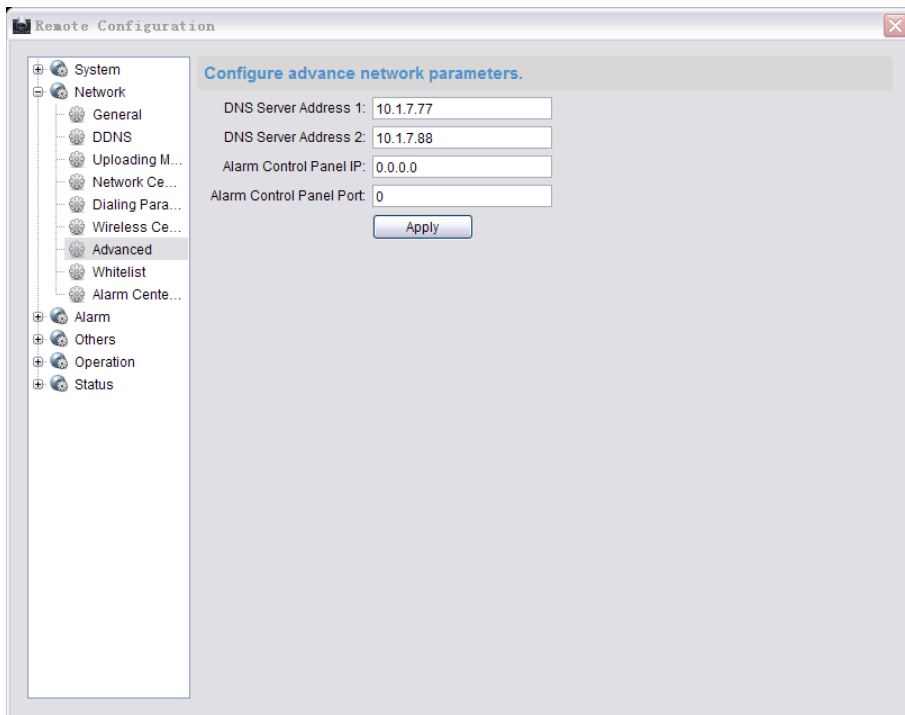 Remote Configuration
System
Network
General
DDNS
Uploading M...
Network Ce...
Dialing Para...
Wireless Ce...
Advanced
Whitelist
Alarm Cente...
Alarm
Others
Operation
Status
Configure advance network parameters.
DNS Server Address 1: 10.1.7.77
DNS Server Address 2: 10.1.7.88
Alarm Control Panel IP: 0.0.0.0
Alarm Control Panel Port: 0
Apply